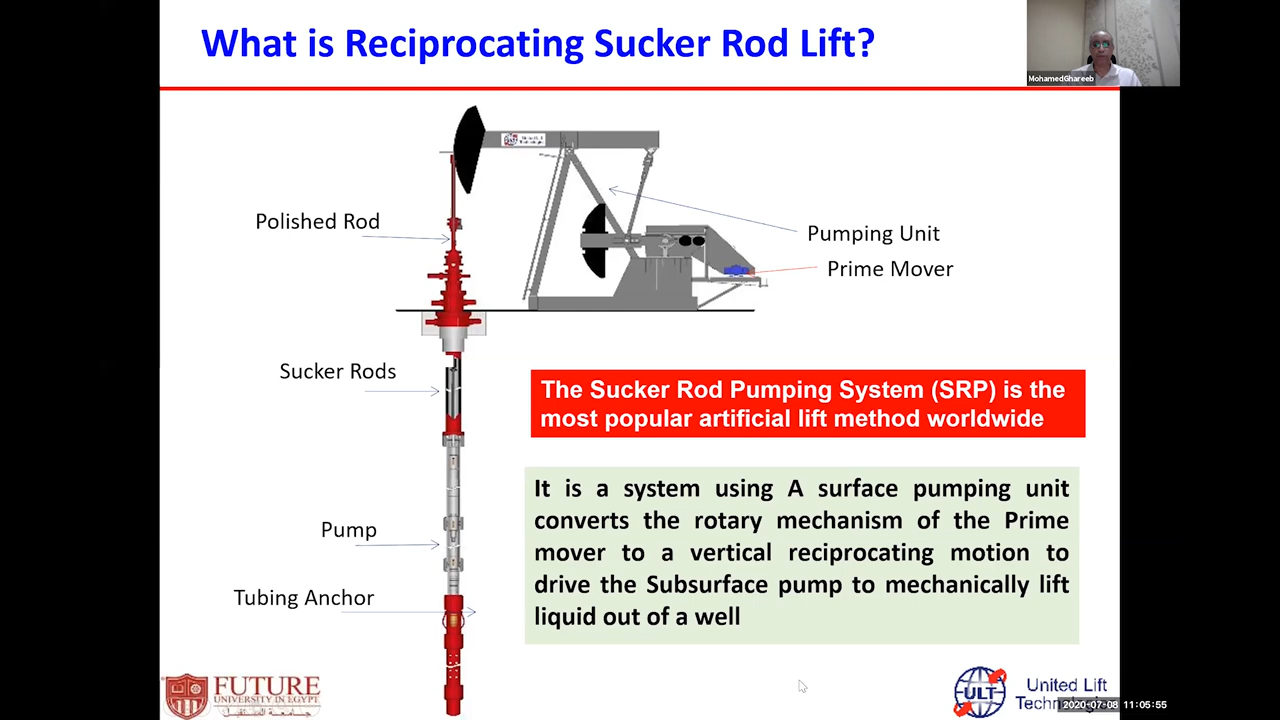 What is Reciprocating Sucker Rod Lift?
MohamedGhareeb
Polished Rod
Pumping Unit
Prime Mover
Sucker Rods
The Sucker Rod Pumping System (SRP) is the
most popular artificial lift method worldwide
It is a system using A surface pumping unit
converts the rotary mechanism of the Prime
mover to a vertical reciprocating motion to
drive the Subsurface pump to mechanically lift
liquid out of a well
Pump
Tubing Anchor
FUTURE
UNIVERSITY IN EGYPT
جامعة المستقبل
ULT
United Lift
2020-07-08 11:05:55